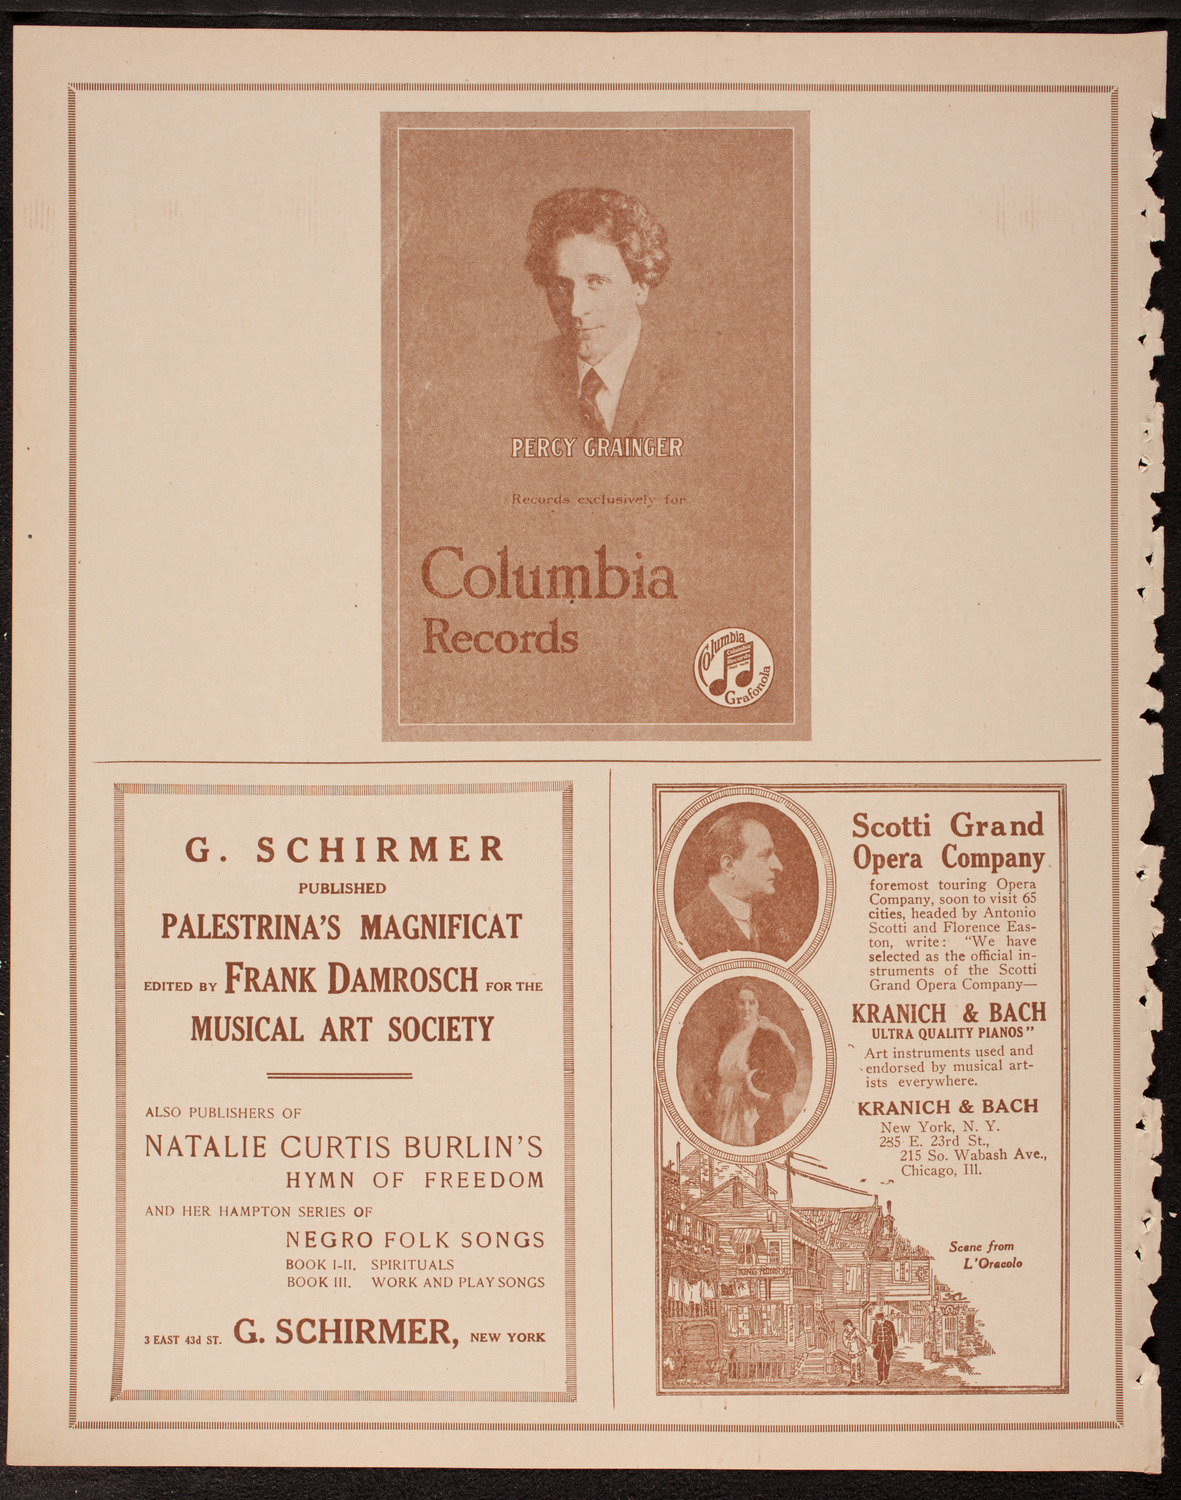 PERCY GRAINGER
Records exclusively for
Columbia
Records
Columbia
Columbia
Records
Grafonola
G. SCHIRMER
PUBLISHED
PALESTRINA'S MAGNIFICAT
EDITED BY FRANK DAMROSCH FOR THE
MUSICAL ART SOCIETY
ALSO PUBLISHERS OF
NATALIE CURTIS BURLIN'S
HYMN OF FREEDOM
AND HER HAMPTON SERIES OF
NEGRO FOLK SONGS
BOOK I-II. SPIRITUALS
BOOK III. WORK AND PLAY SONGS
3 EAST 43d ST. G. SCHIRMER, NEW YORK
Scotti Grand
Opera Company
foremost touring Opera
Company, soon to visit 65
cities, headed by Antonio
Scotti and Florence Eas-
ton, write: "We have
selected as the official in-
struments of the Scotti
Grand Opera Company—
KRANICH & BACH
ULTRA QUALITY PIANOS"
Art instruments used and
endorsed by musical art-
ists everywhere.
KRANICH & BACH
New York, N. Y.
235 E. 23rd St.,
215 So. Wabash Ave.,
Chicago, Ill.
Scene from
L'Oracolo